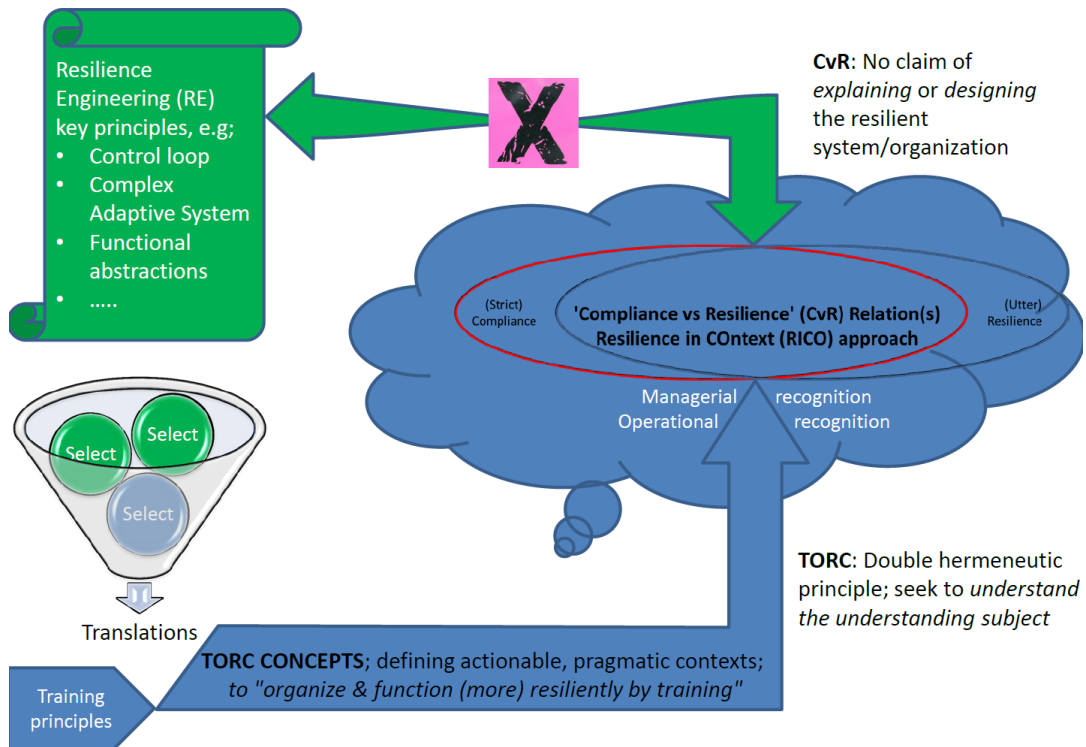 Resilience
Engineering (RE)
key principles, e.g;
• Control loop
• Complex
Adaptive System
• Functional
abstractions
• …..
X
CvR: No claim of
explaining or designing
the resilient
system/organization
(Strict)
Compliance
'Compliance vs Resilience' (CvR) Relation(s)
Resilience in COntext (RICO) approach
(Utter)
Resilience
Managerial recognition
Operational recognition
Select
Select
Select
Translations
TORC: Double hermeneutic
principle; seek to understand
the understanding subject
TORC CONCEPTS; defining actionable, pragmatic contexts;
to "organize & function (more) resiliently by training"
Training
principles